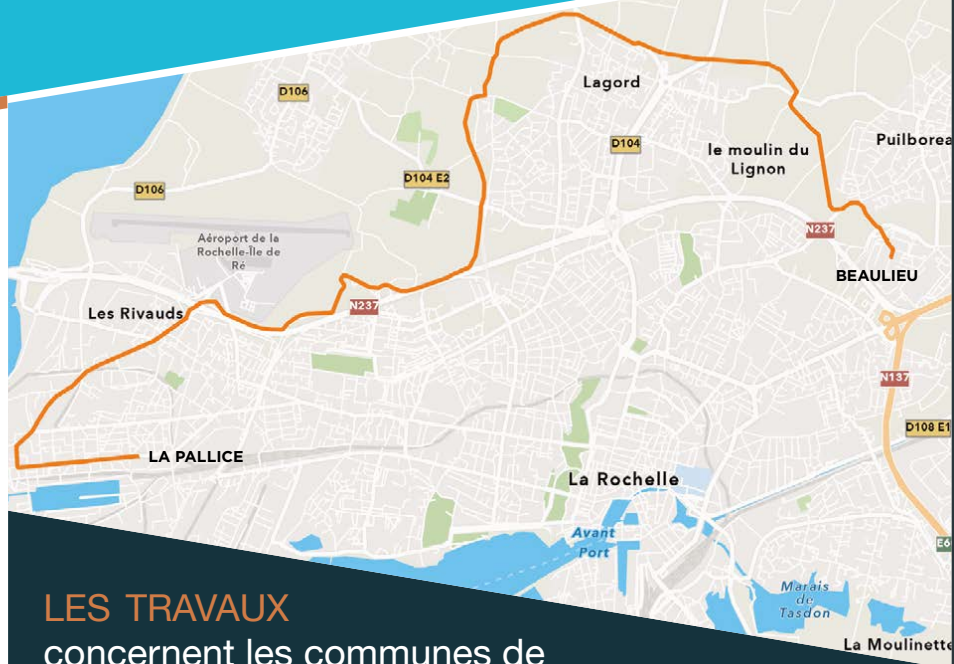 D106
Lagord
D104
le moulin du
Lignon
Puilborea
D104 E2
D106
Aéroport de la
Rochelle-Île de
Ré
N237
BEAULIEU
Les Rivauds
N237
N137
D108 E1
LA PALLICE
La Rochelle
Avant
Port
E6
Marais
de
Tasdon
La Moulinette
LES TRAVAUX
concernent les communes de